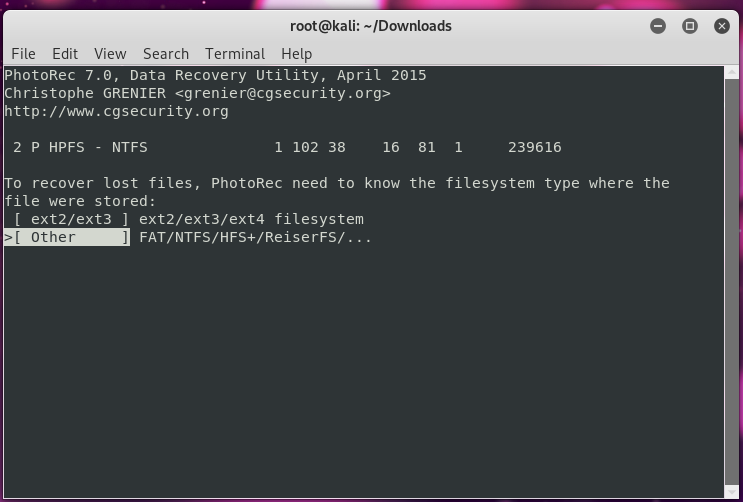 root@kali: ~/Downloads
File Edit View Search Terminal Help
PhotoRec 7.0, Data Recovery Utility, April 2015
Christophe GRENIER <grenier@cgsecurity.org>
http://www.cgsecurity.org
 2 P HPFS - NTFS              1 102 38    16  81  1     239616
To recover lost files, PhotoRec need to know the filesystem type where the
file were stored:
 [ ext2/ext3 ] ext2/ext3/ext4 filesystem
>[ Other     ] FAT/NTFS/HFS+/ReiserFS/...